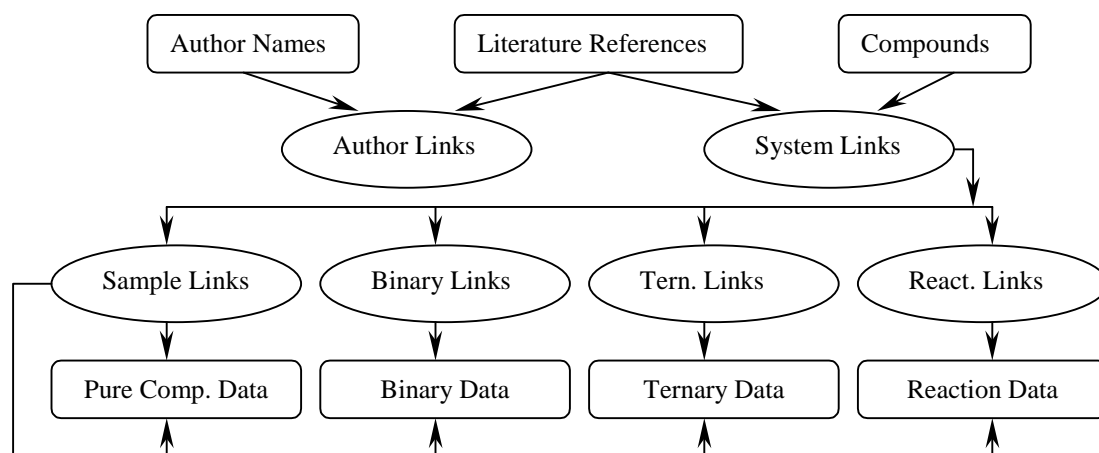 Author Names
Literature References
Compounds
Author Links
System Links
Sample Links
Binary Links
Tern. Links
React. Links
Pure Comp. Data
Binary Data
Ternary Data
Reaction Data